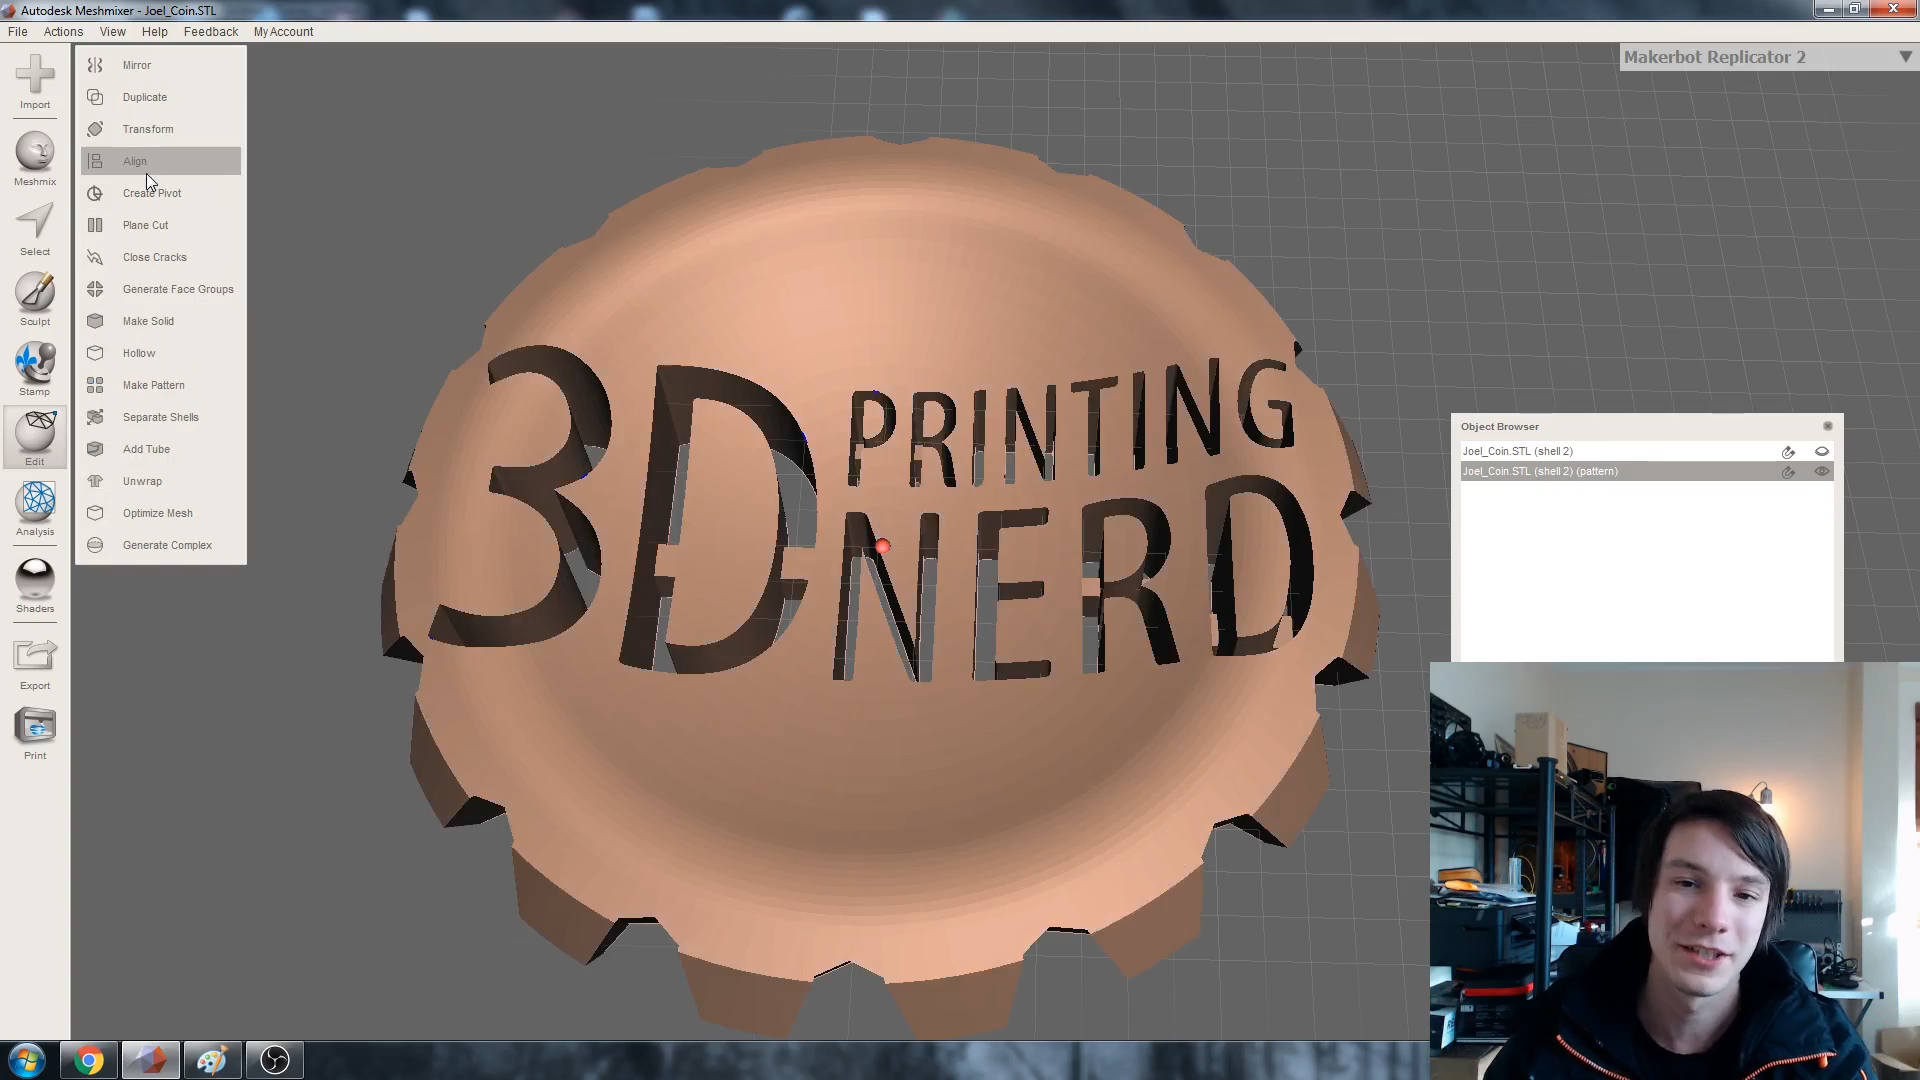 Autodesk Meshmixer - Joel_Coin.STL
File Actions View Help Feedback My Account
Makerbot Replicator 2
Import
Meshmix
Select
Sculpt
Stamp
Edit
Analysis
Shaders
Export
Print
Mirror
Duplicate
Transform
Align
Create Pivot
Plane Cut
Close Cracks
Generate Face Groups
Make Solid
Hollow
Make Pattern
Separate Shells
Add Tube
Unwrap
Optimize Mesh
Generate Complex
3D PRINTING
NERD
Object Browser
Joel_Coin.STL (shell 2)
Joel_Coin.STL (shell 2) (pattern)